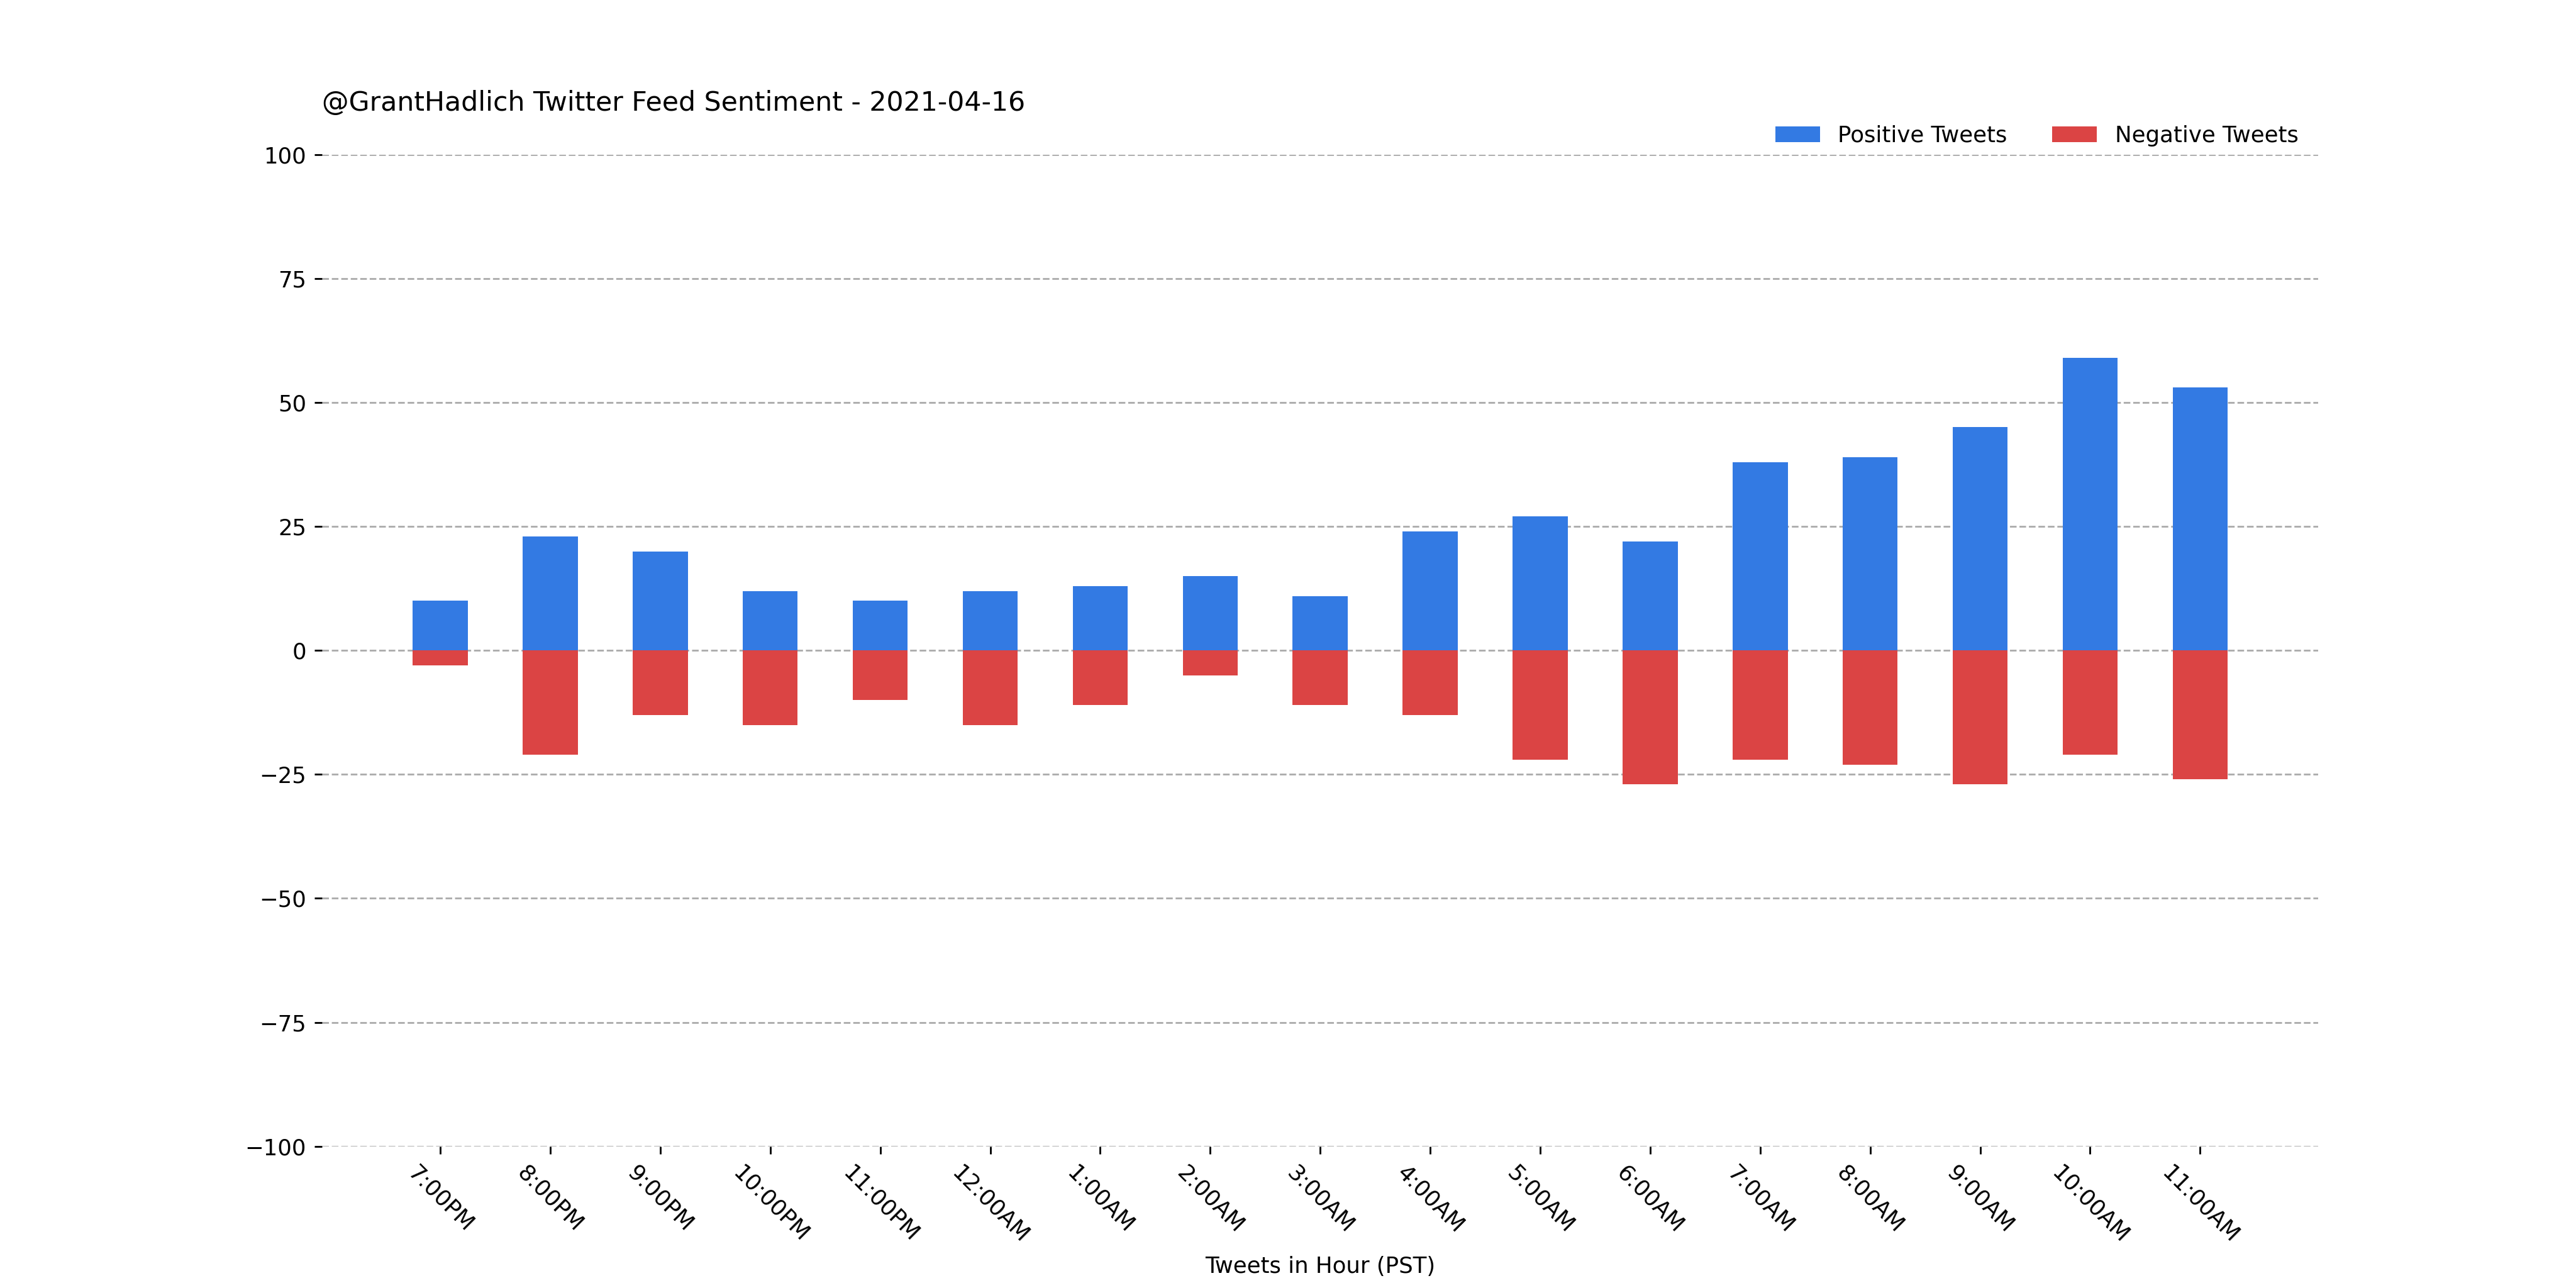 @GrantHadlich Twitter Feed Sentiment - 2021-04-16
Positive Tweets
Negative Tweets
100
75
50
25
0
−25
−50
−75
−100
7:00PM
8:00PM
9:00PM
10:00PM
11:00PM
12:00AM
1:00AM
2:00AM
3:00AM
4:00AM
5:00AM
6:00AM
7:00AM
8:00AM
9:00AM
10:00AM
11:00AM
Tweets in Hour (PST)